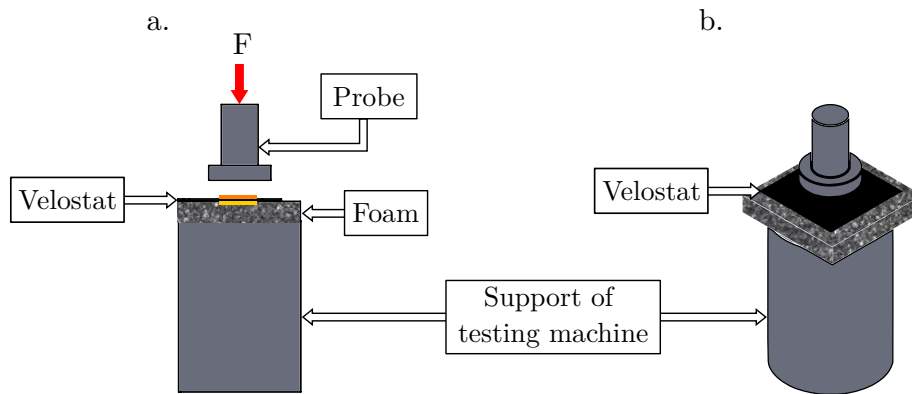 a.
b.
F
Probe
Velostat
Foam
Velostat
Support of
testing machine